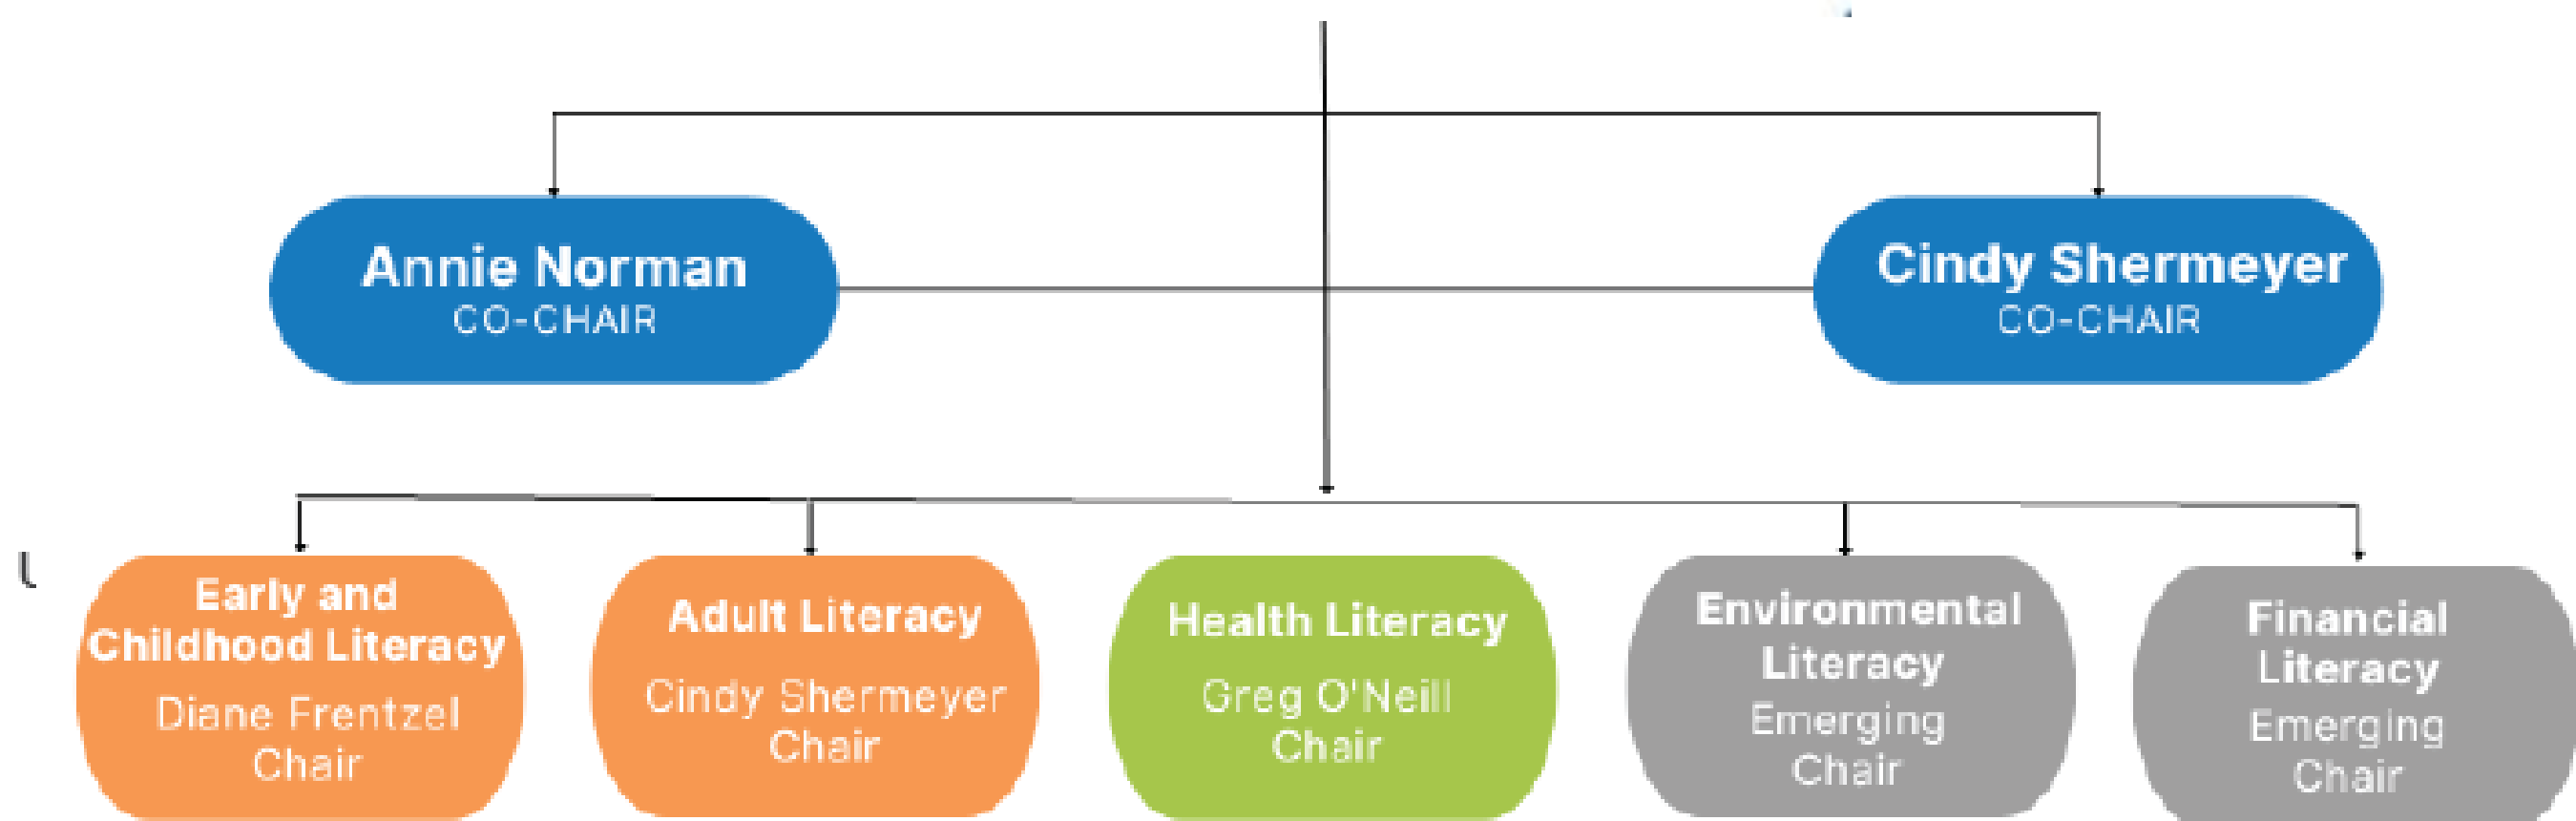 Annie Norman
CO-CHAIR
Cindy Shermeyer
CO-CHAIR
Early and
Childhood Literacy
Diane Frentzel
Chair
Adult Literacy
Cindy Shermeyer
Chair
Health Literacy
Greg O'Neill
Chair
Environmental
Literacy
Emerging
Chair
Financial
Literacy
Emerging
Chair